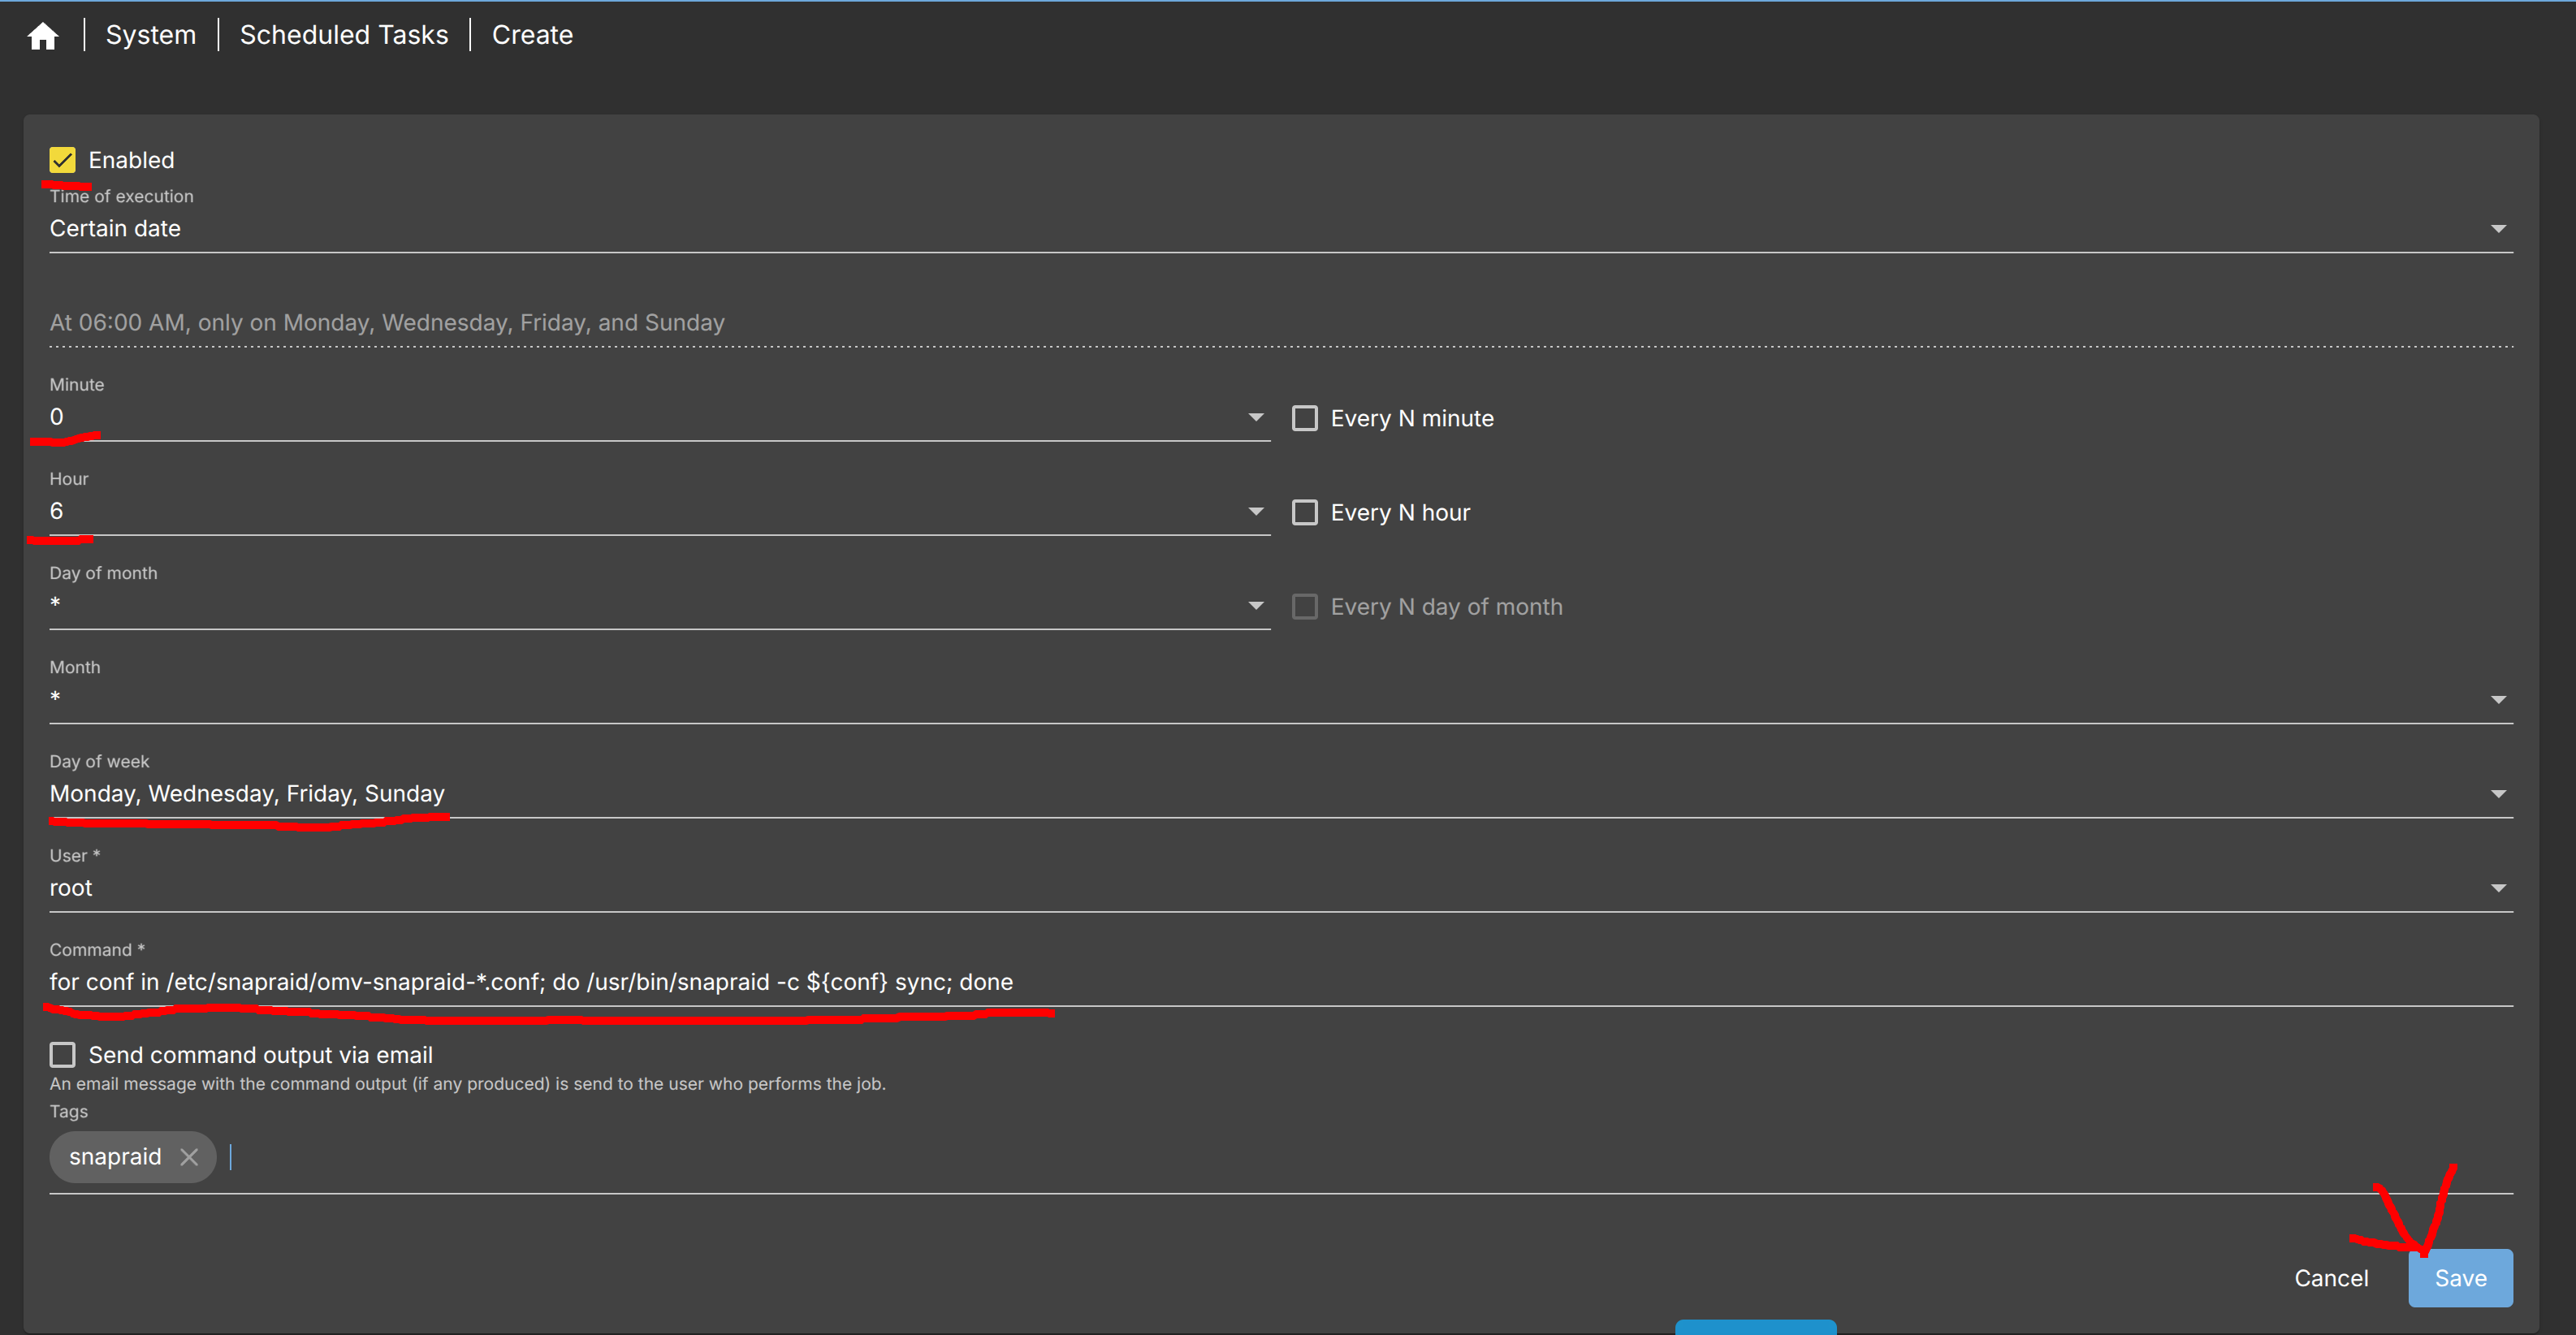 System | Scheduled Tasks | Create
Enabled
Time of execution
Certain date
At 06:00 AM, only on Monday, Wednesday, Friday, and Sunday
Minute
0
Every N minute
Hour
6
Every N hour
Day of month
*
Every N day of month
Month
*
Day of week
Monday, Wednesday, Friday, Sunday
User *
root
Command *
for conf in /etc/snapraid/omv-snapraid-*.conf; do /usr/bin/snapraid -c ${conf} sync; done
Send command output via email
An email message with the command output (if any produced) is send to the user who performs the job.
Tags
snapraid
Cancel
Save